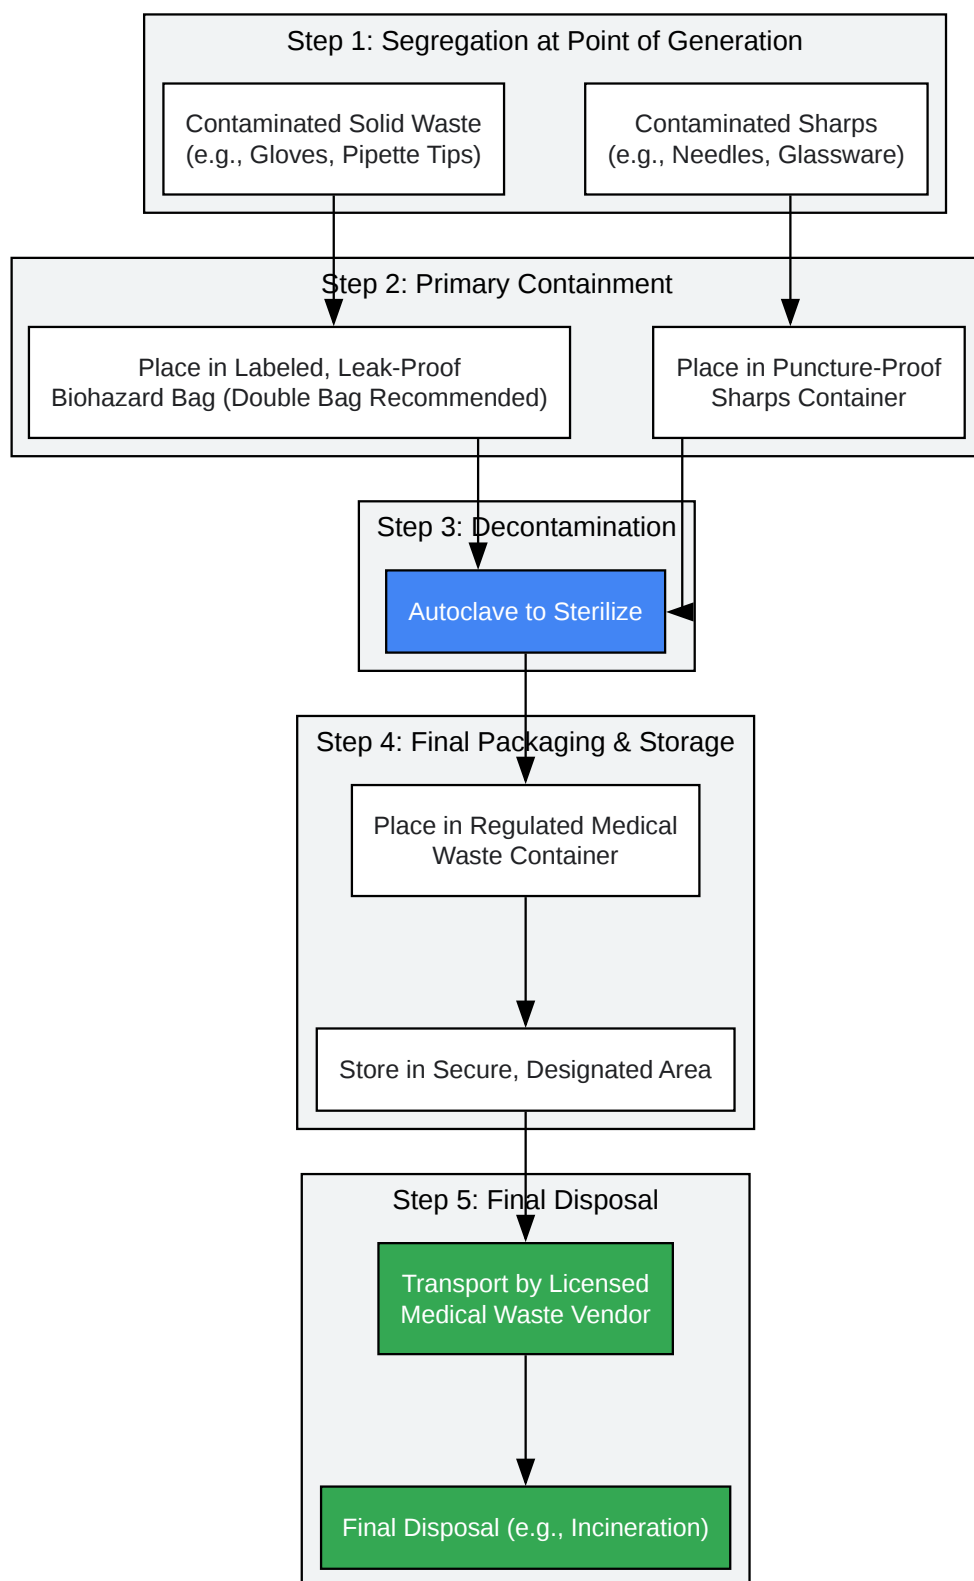 Step 1: Segregation at Point of Generation
Contaminated Solid Waste
(e.g., Gloves, Pipette Tips)
Contaminated Sharps
(e.g., Needles, Glassware)
Step 2: Primary Containment
Place in Labeled, Leak-Proof
Biohazard Bag (Double Bag Recommended)
Place in Puncture-Proof
Sharps Container
Step 3: Decontamination
Autoclave to Sterilize
Step 4: Final Packaging & Storage
Place in Regulated Medical
Waste Container
Store in Secure, Designated Area
Step 5: Final Disposal
Transport by Licensed
Medical Waste Vendor
Final Disposal (e.g., Incineration)